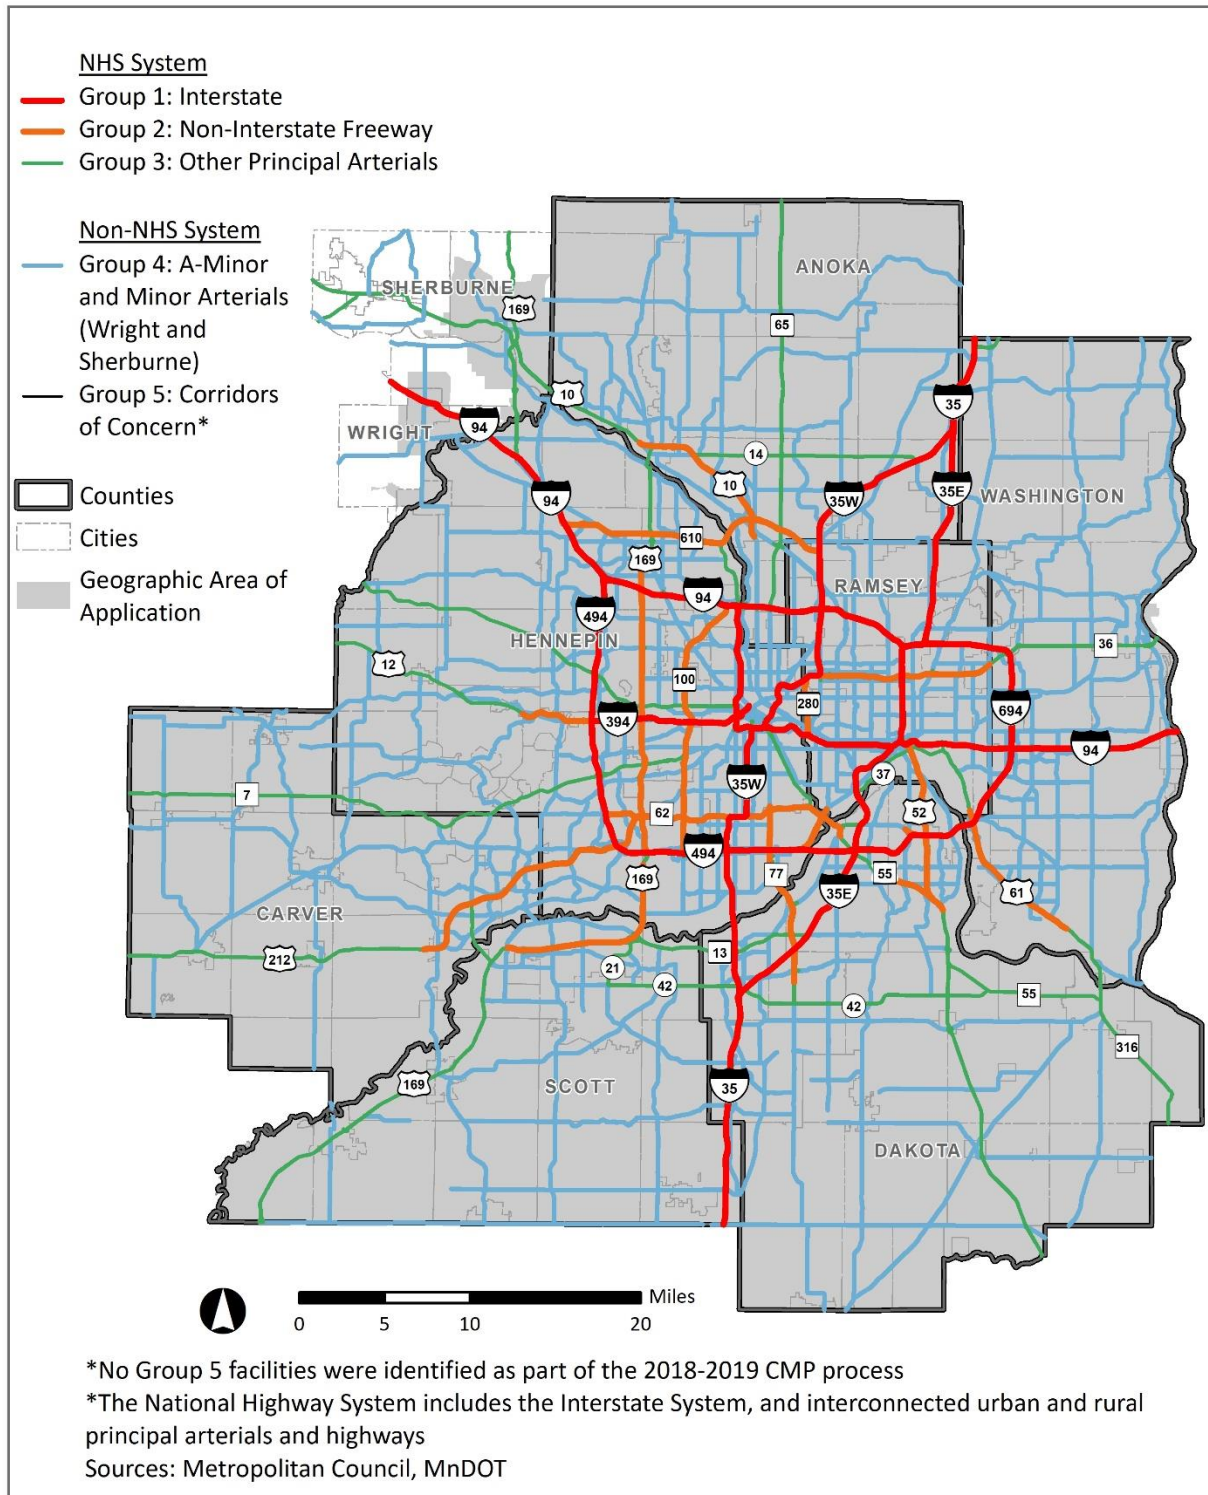 NHS System
Group 1: Interstate
Group 2: Non-Interstate Freeway
Group 3: Other Principal Arterials
Non-NHS System
Group 4: A-Minor
and Minor Arterials
(Wright and
Sherburne)
Group 5: Corridors
of Concern*
Counties
Cities
Geographic Area of
Application
ANOKA
SHERBURNE
169
65
10
35
94
WRIGHT
14
10
94
35W
35E
WASHINGTON
610
169
94
RAMSEY
494
HENNEPIN
36
12
100
280
694
394
94
35W
37
7
62
52
494
169
77
55
35E
61
CARVER
212
13
21
42
42
55
316
169
SCOTT
35
DAKOTA
Miles
0 5 10 20
*No Group 5 facilities were identified as part of the 2018-2019 CMP process
*The National Highway System includes the Interstate System, and interconnected urban and rural
principal arterials and highways
Sources: Metropolitan Council, MnDOT